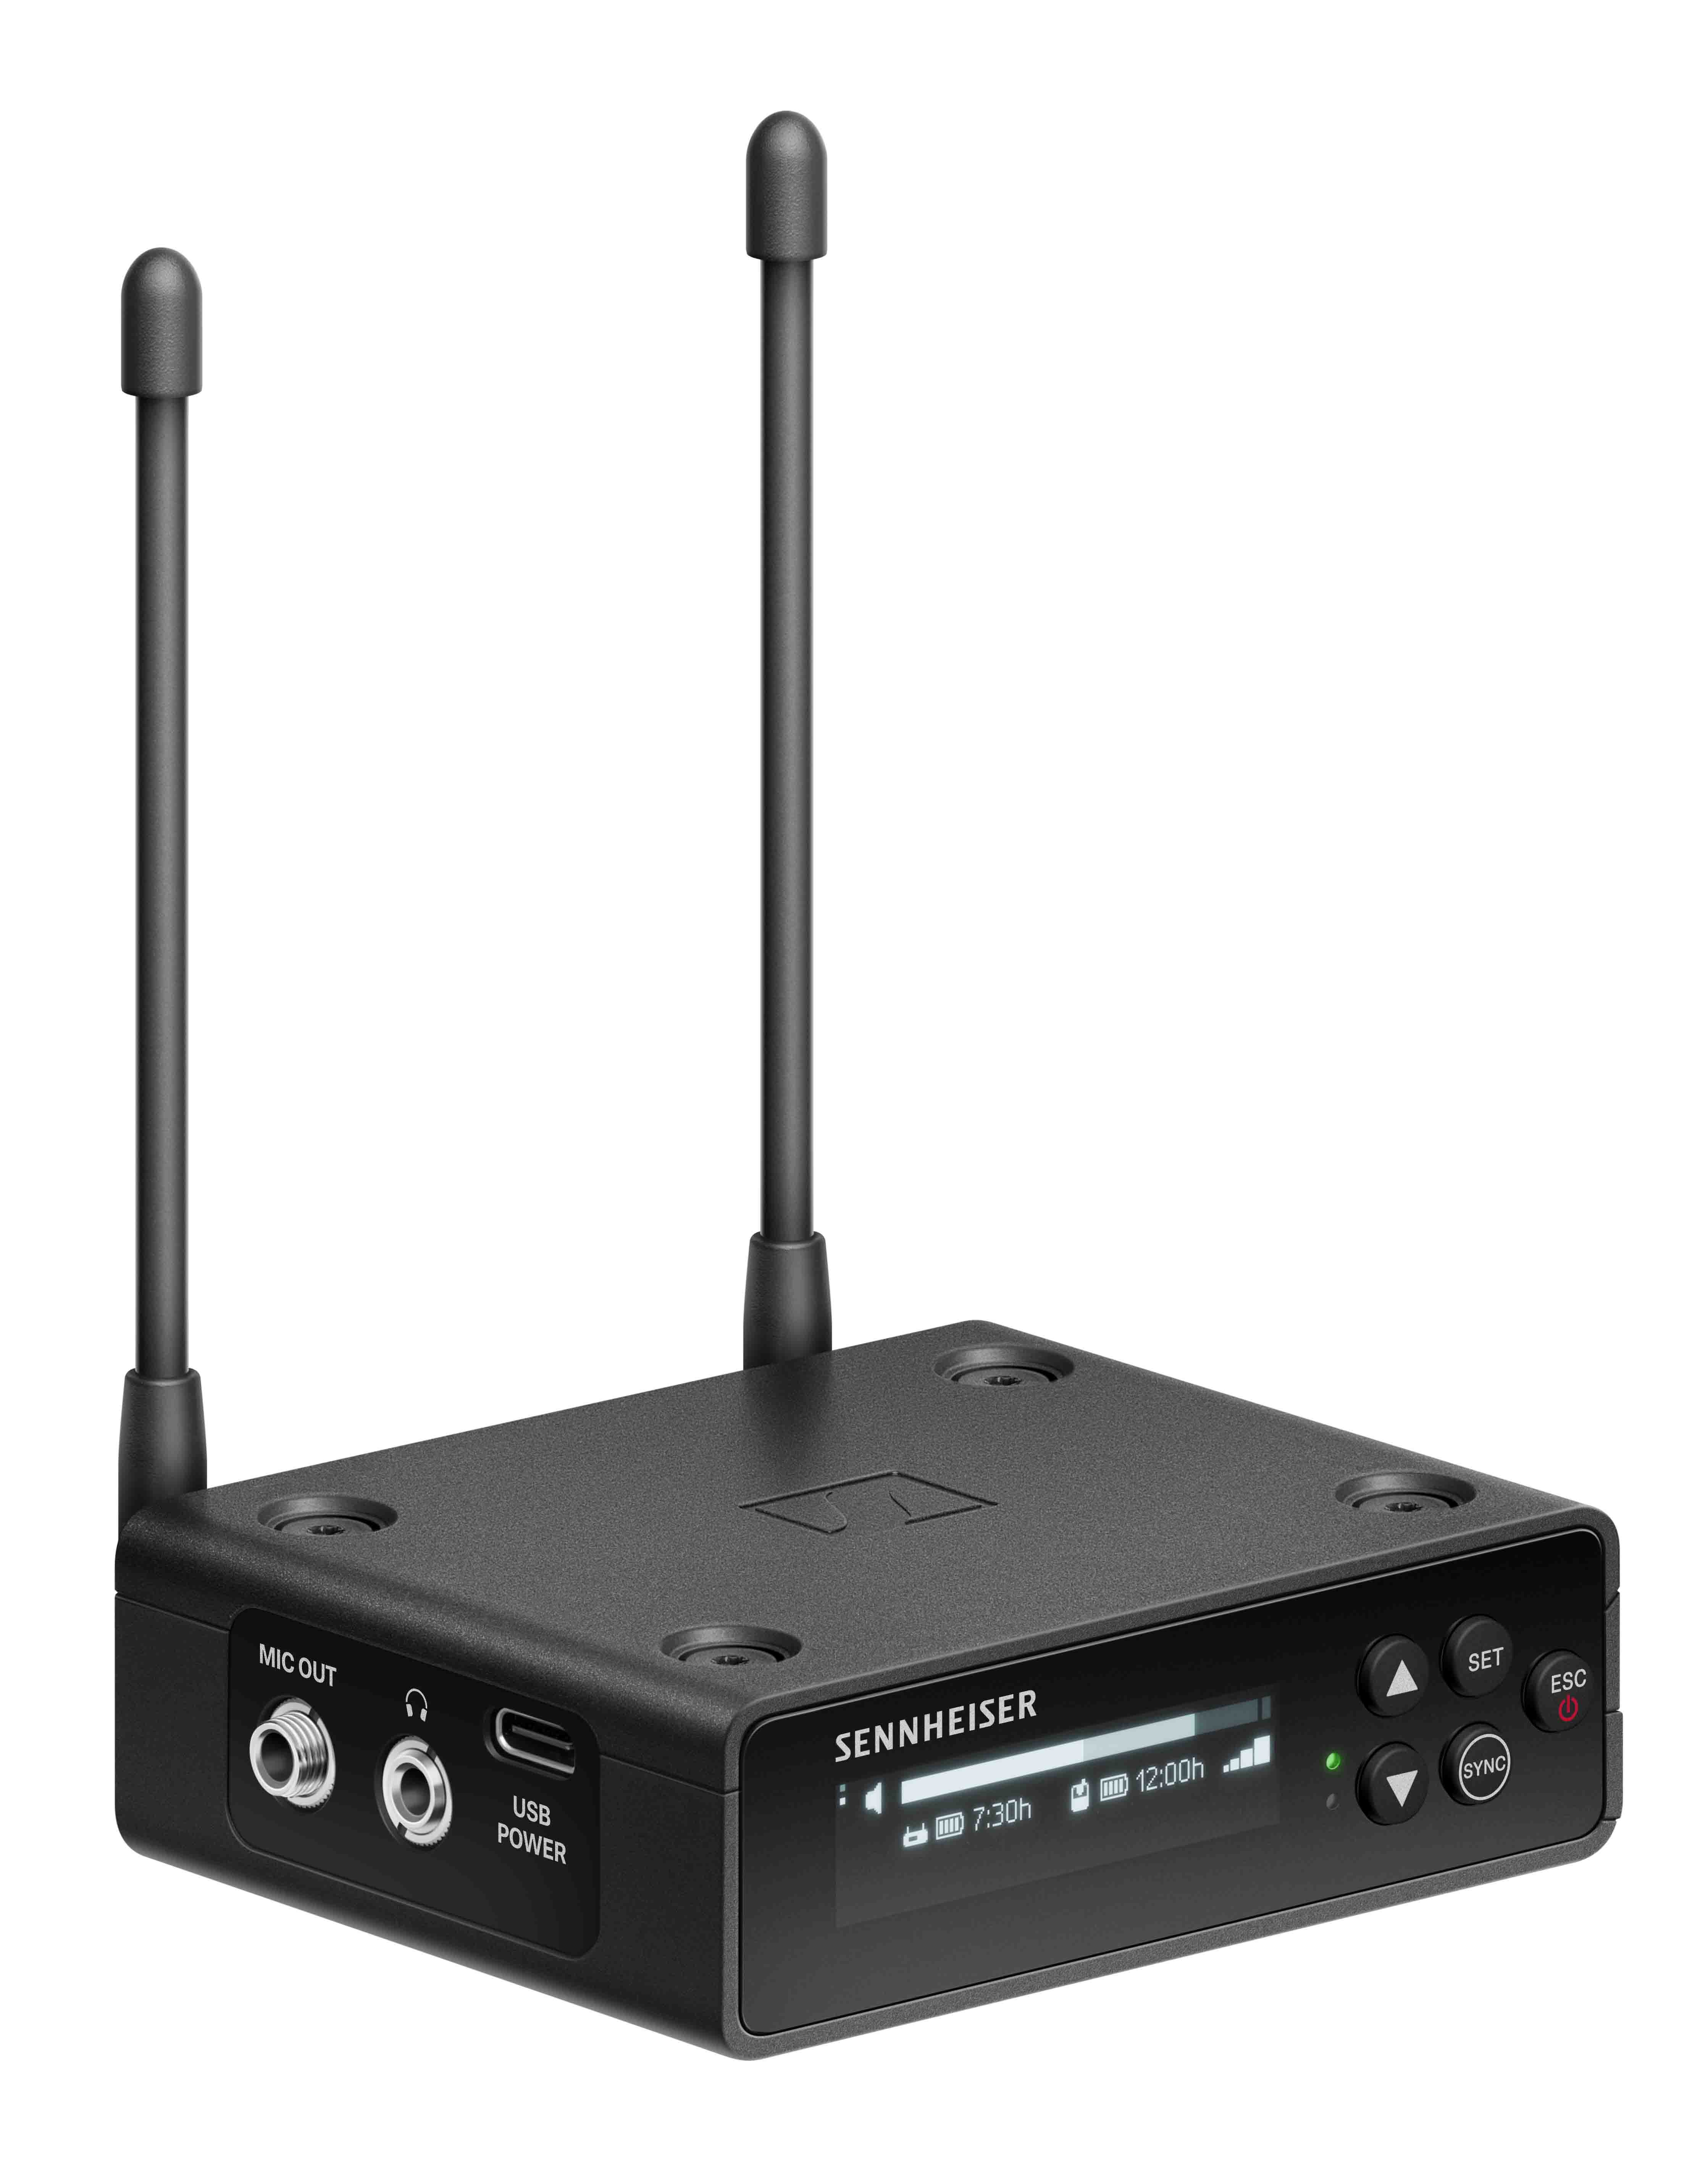 MIC OUT
USB
POWER
SENNHEISER
7:30h
12:00h
SET
ESC
SYNC